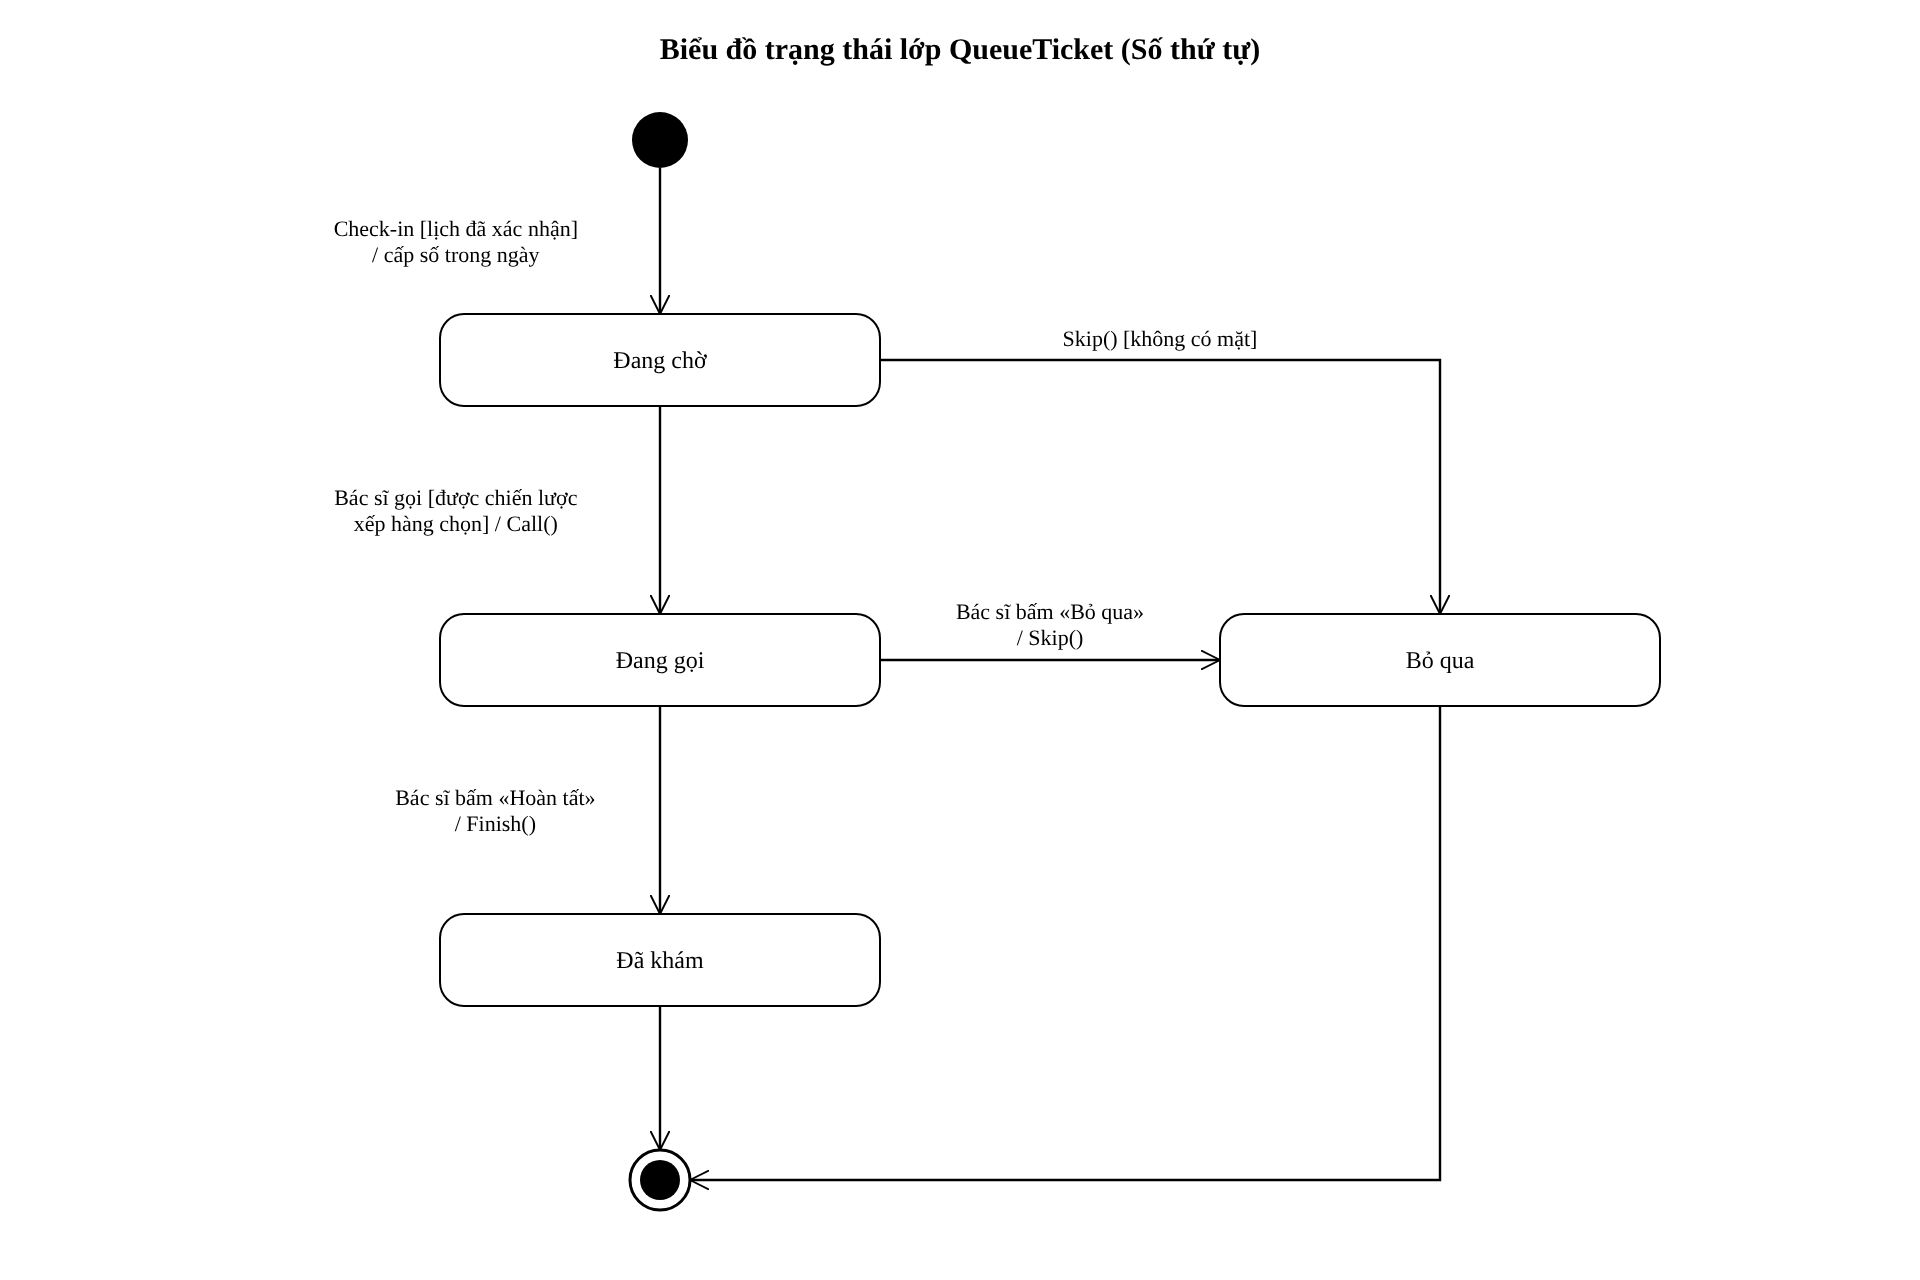 Biểu đồ trạng thái lớp QueueTicket (Số thứ tự)
Check-in [lịch đã xác nhận]
/ cấp số trong ngày
Đang chờ
Skip() [không có mặt]
Bác sĩ gọi [được chiến lược
xếp hàng chọn] / Call()
Đang gọi
Bác sĩ bấm «Bỏ qua»
/ Skip()
Bỏ qua
Bác sĩ bấm «Hoàn tất»
/ Finish()
Đã khám